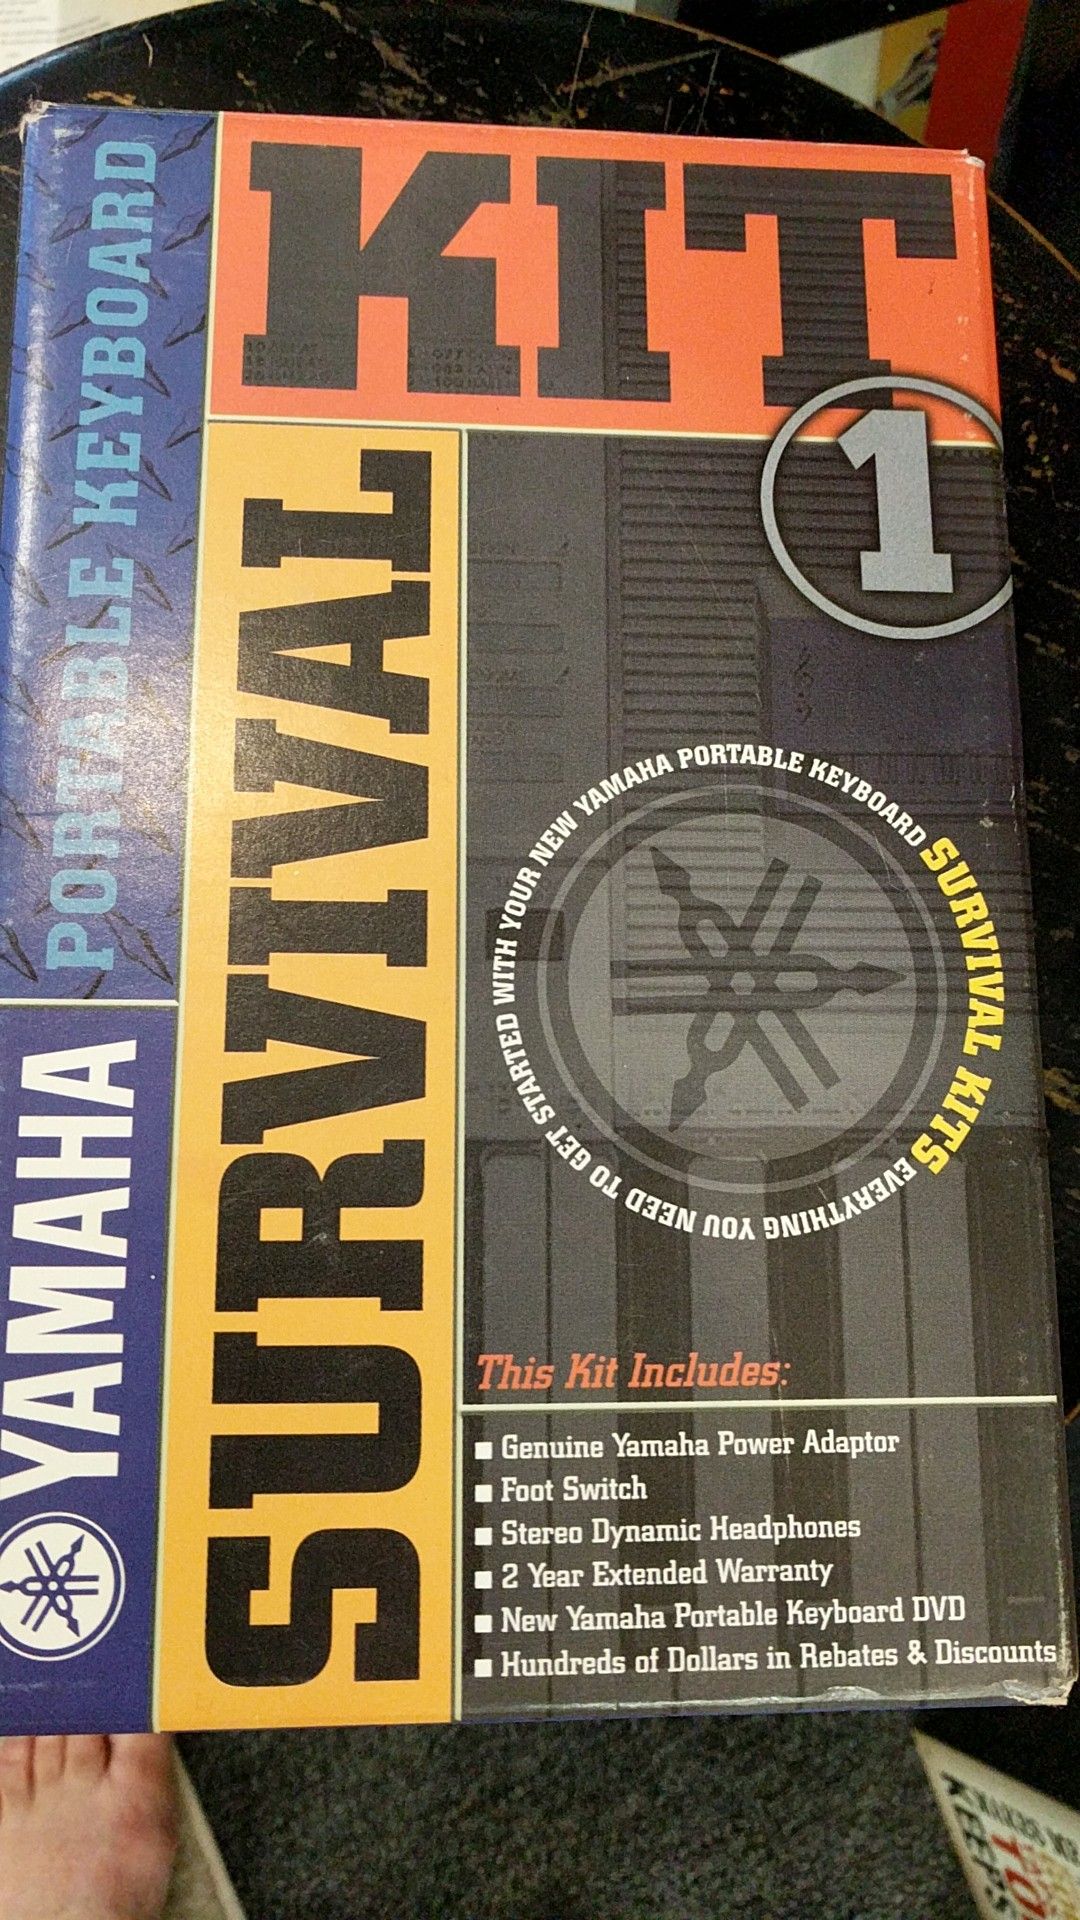 KIT
1
PORTABLE KEYBOARD
YAMAHA
SURVIVAL
EVERYTHING YOU NEED TO GET STARTED WITH YOUR NEW YAMAHA PORTABLE KEYBOARD SURVIVAL KITS
This Kit Includes:
■ Genuine Yamaha Power Adaptor
■ Foot Switch
■ Stereo Dynamic Headphones
■ 2 Year Extended Warranty
■ New Yamaha Portable Keyboard DVD
■ Hundreds of Dollars in Rebates & Discounts